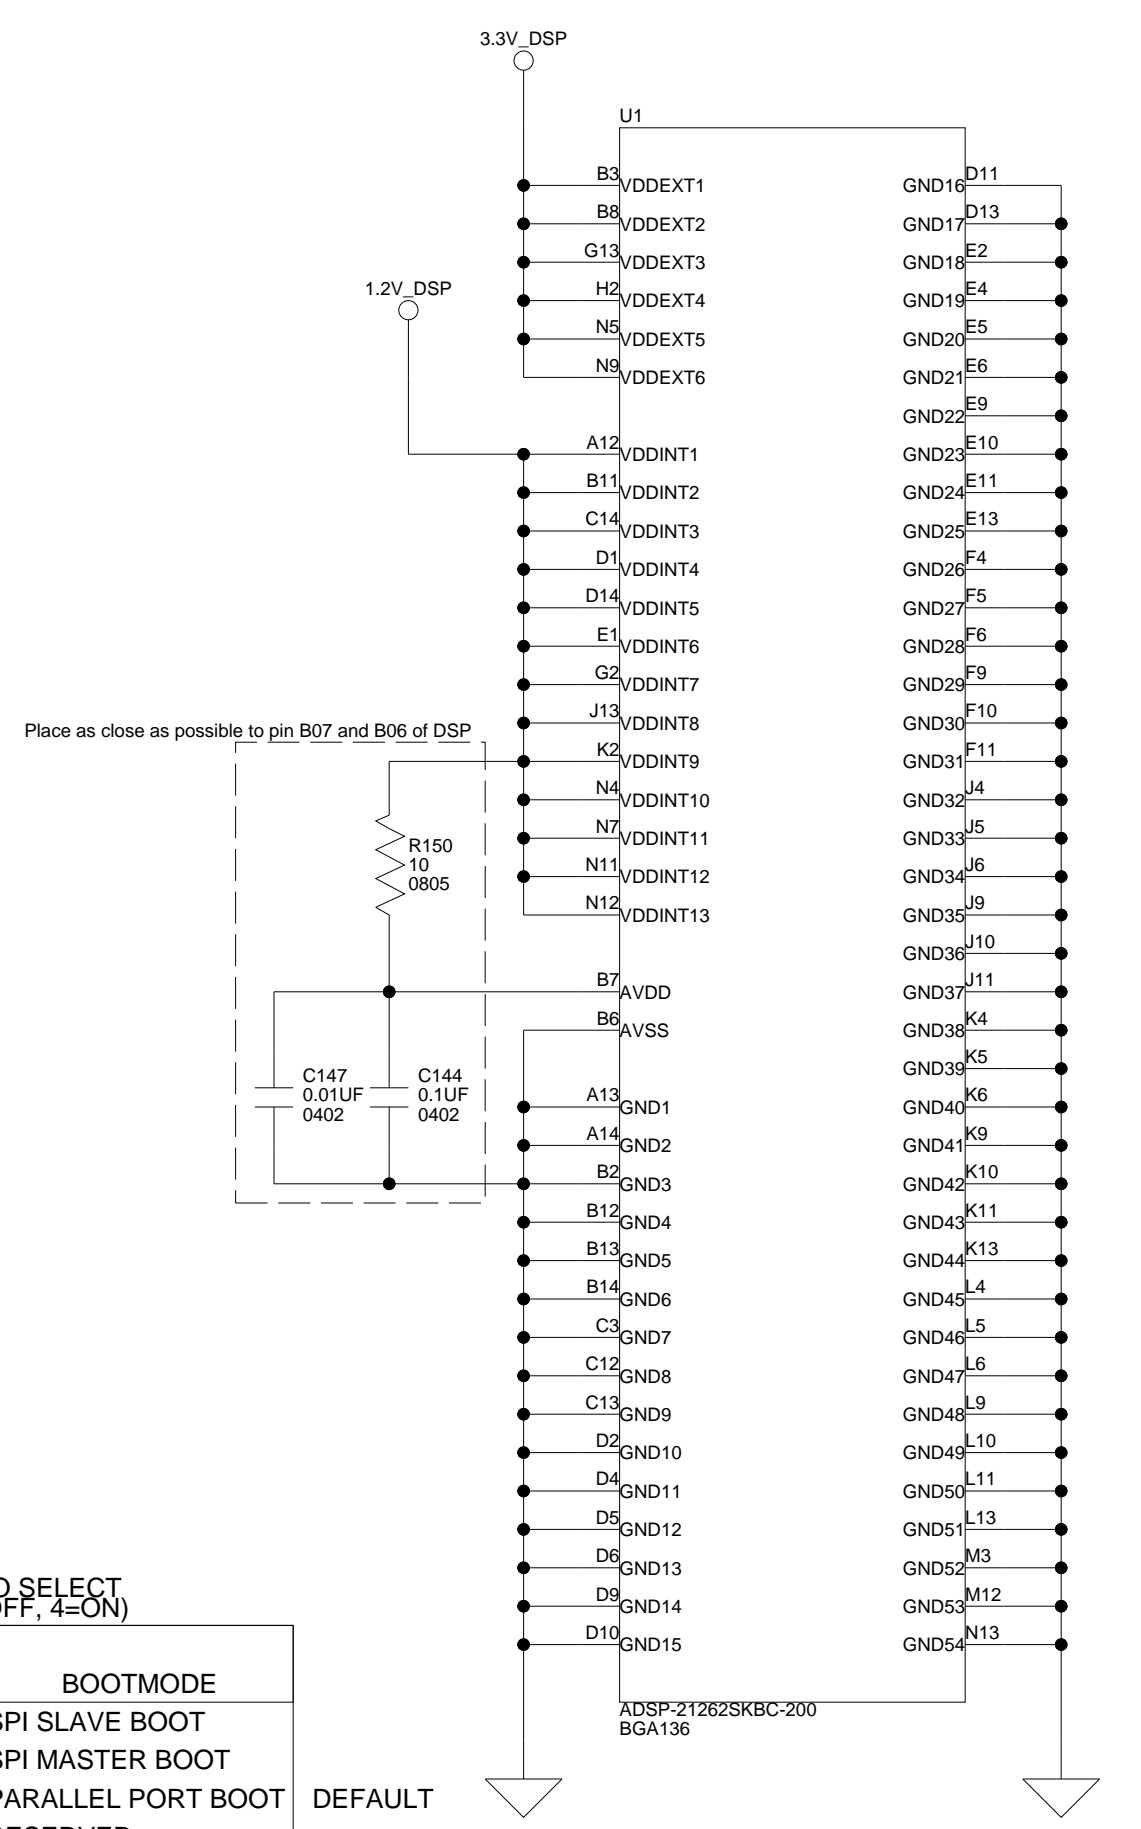 3.3V_DSP
U1
B3 VDDEXT1 GND16 D11
B8 VDDEXT2 GND17 D13
G13 VDDEXT3 GND18 E2
1.2V_DSP
H2 VDDEXT4 GND19 E4
N5 VDDEXT5 GND20 E5
N9 VDDEXT6 GND21 E6
GND22 E9
A12 VDDINT1 GND23 E10
B11 VDDINT2 GND24 E11
C14 VDDINT3 GND25 E13
D1 VDDINT4 GND26 F4
D14 VDDINT5 GND27 F5
E1 VDDINT6 GND28 F6
G2 VDDINT7 GND29 F9
J13 VDDINT8 GND30 F10
Place as close as possible to pin B07 and B06 of DSP
K2 VDDINT9 GND31 F11
N4 VDDINT10 GND32 J4
N7 VDDINT11 GND33 J5
R150
10
0805
N11 VDDINT12 GND34 J6
N12 VDDINT13 GND35 J9
GND36 J10
B7 AVDD GND37 J11
B6 AVSS GND38 K4
GND39 K5
C147
0.01UF
0402
C144
0.1UF
0402
A13 GND1 GND40 K6
A14 GND2 GND41 K9
B2 GND3 GND42 K10
B12 GND4 GND43 K11
B13 GND5 GND44 K13
B14 GND6 GND45 L4
C3 GND7 GND46 L5
C12 GND8 GND47 L6
C13 GND9 GND48 L9
D2 GND10 GND49 L10
D4 GND11 GND50 L11
D5 GND12 GND51 L13
D6 GND13 GND52 M3
D9 GND14 GND53 M12
D10 GND15 GND54 N13
ADSP-21262SKBC-200
BGA136
SELECT
4=ON)
BOOTMODE
SPI SLAVE BOOT
SPI MASTER BOOT
PARALLEL PORT BOOT DEFAULT